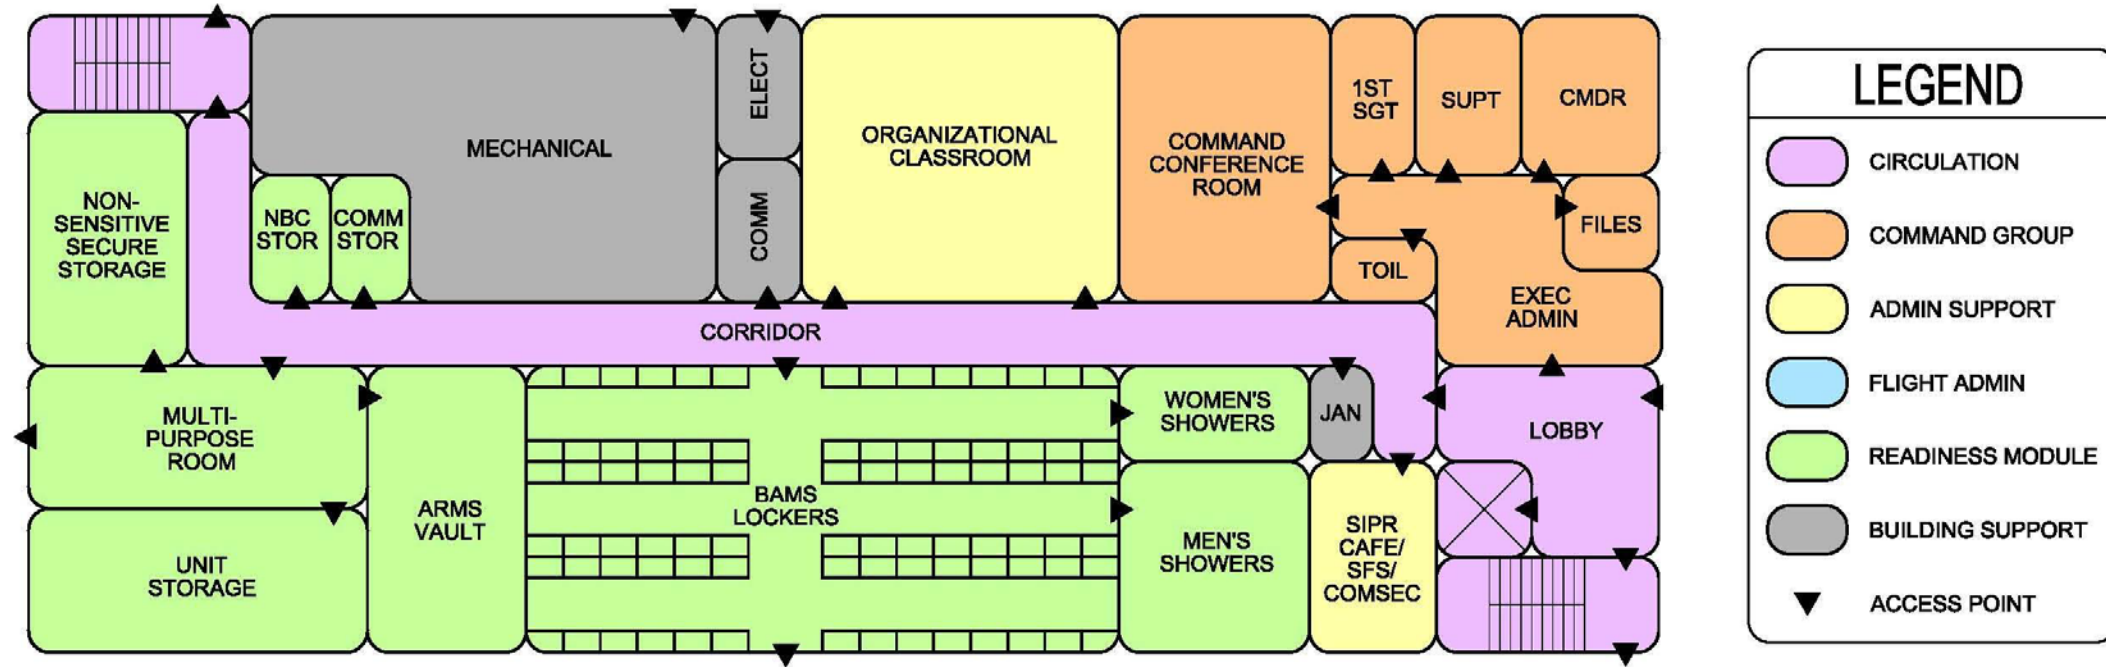 MECHANICAL
ELECT
COMM
ORGANIZATIONAL
CLASSROOM
COMMAND
CONFERENCE
ROOM
1ST
SGT
SUPT
CMDR
FILES
TOIL
EXEC
ADMIN
NON-
SENSITIVE
SECURE
STORAGE
NBC
STOR
COMM
STOR
CORRIDOR
MULTI-
PURPOSE
ROOM
ARMS
VAULT
UNIT
STORAGE
BAMS
LOCKERS
WOMEN'S
SHOWERS
MEN'S
SHOWERS
JAN
SIPR
CAFE/
SFS/
COMSEC
LOBBY
LEGEND
CIRCULATION
COMMAND GROUP
ADMIN SUPPORT
FLIGHT ADMIN
READINESS MODULE
BUILDING SUPPORT
ACCESS POINT